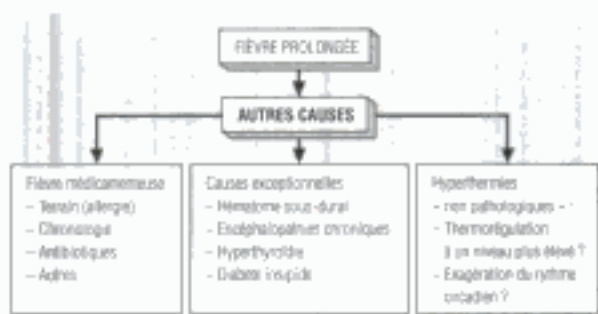 FIÈVRE PROLONGÉE
AUTRES CAUSES
Fièvre médicamenteuse
– Terrain (allergie)
– Chronologie
– Antibiotiques
– Autres
Causes exceptionnelles
– Hématome sous-dural
– Encéphalopathies chroniques
– Hyperthyroïdie
– Diabète insipide
Hyperthermies
« non pathologiques » :
– Thermorégulation
à un niveau plus élevé ?
– Exagération du rythme
circadien ?